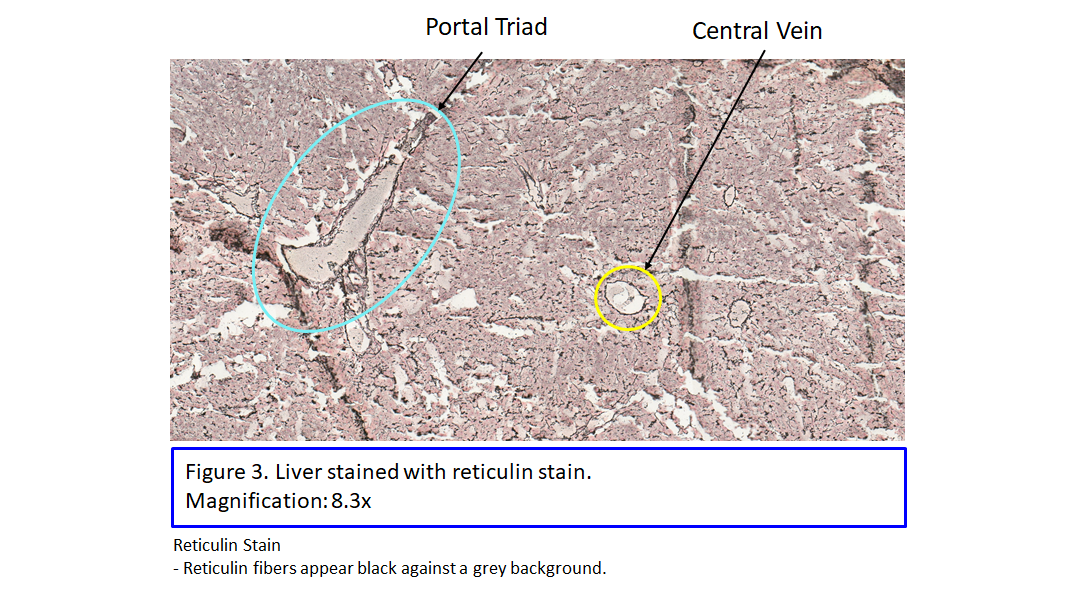 Portal Triad
Central Vein
Figure 3. Liver stained with reticulin stain.
Magnification: 8.3x
Reticulin Stain
- Reticulin fibers appear black against a grey background.